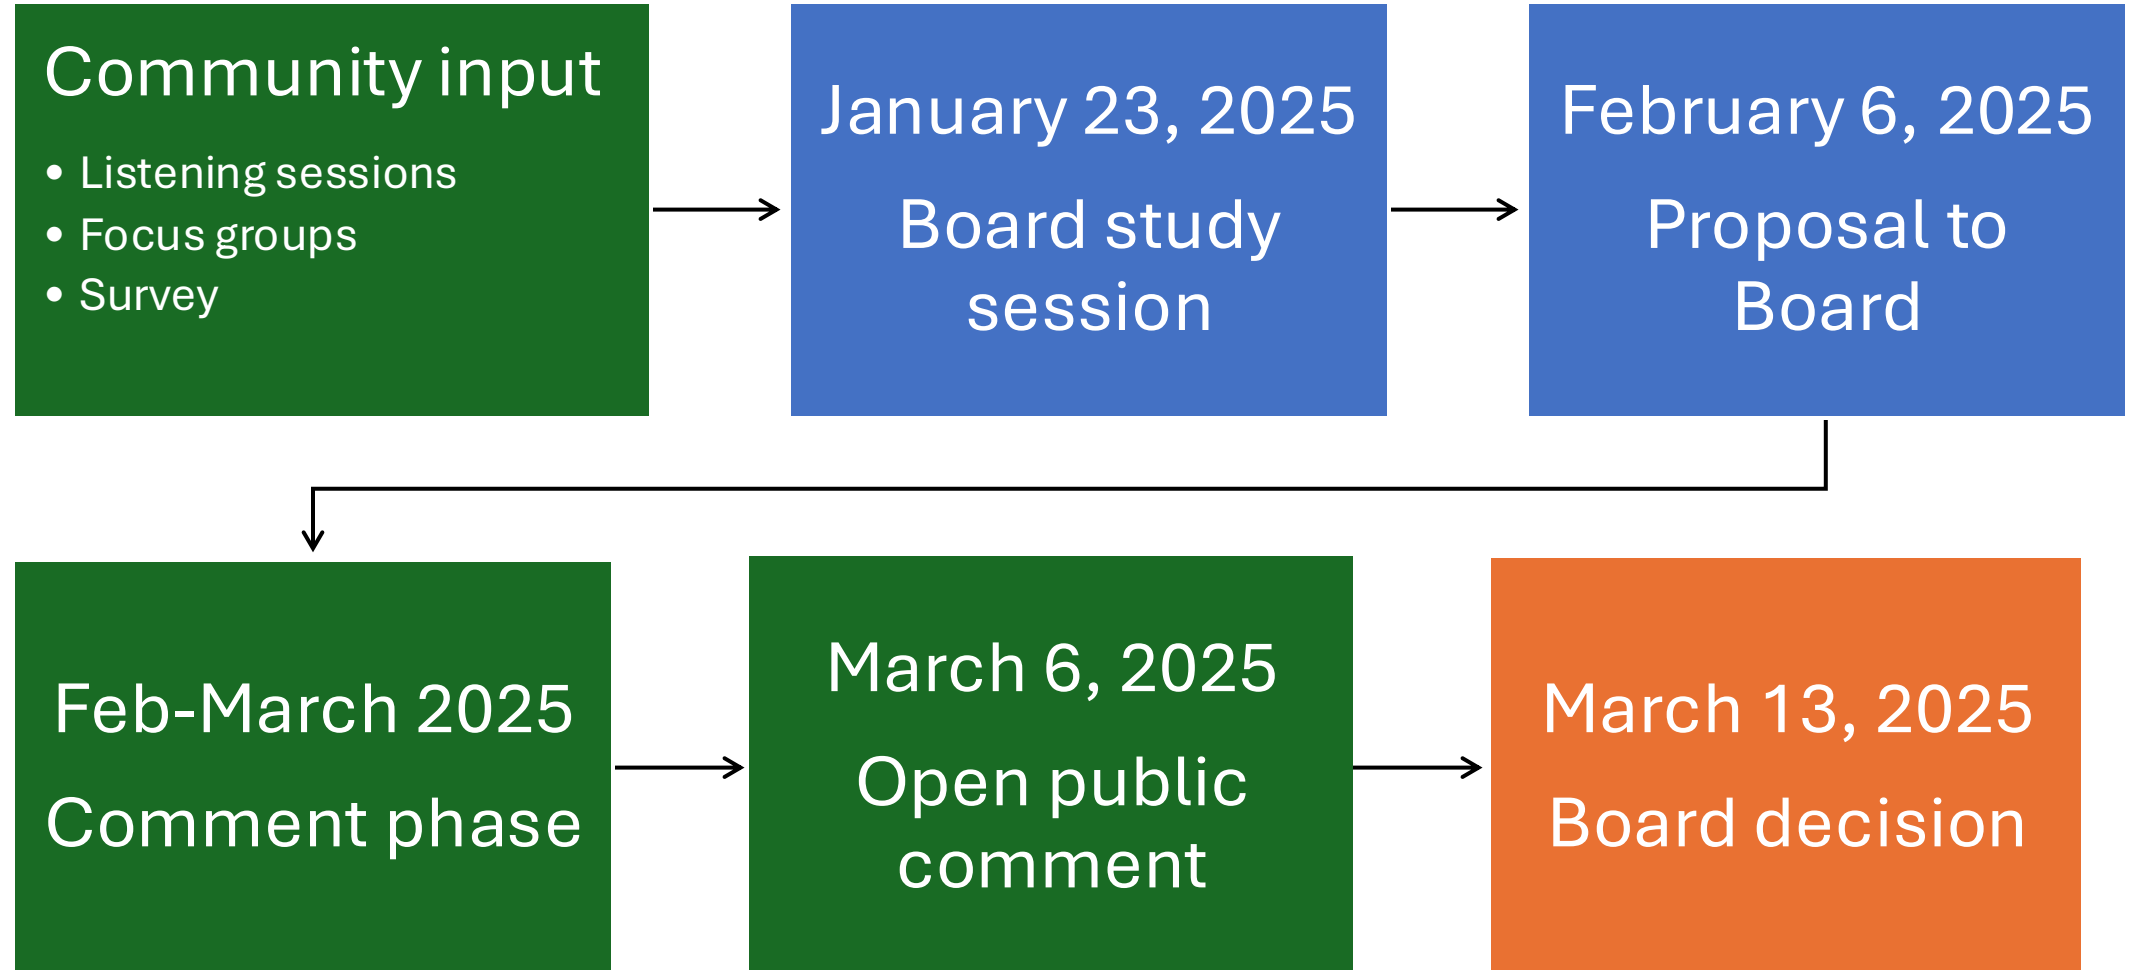 Community input
• Listening sessions
• Focus groups
• Survey
January 23, 2025
Board study
session
February 6, 2025
Proposal to
Board
Feb-March 2025
Comment phase
March 6, 2025
Open public
comment
March 13, 2025
Board decision